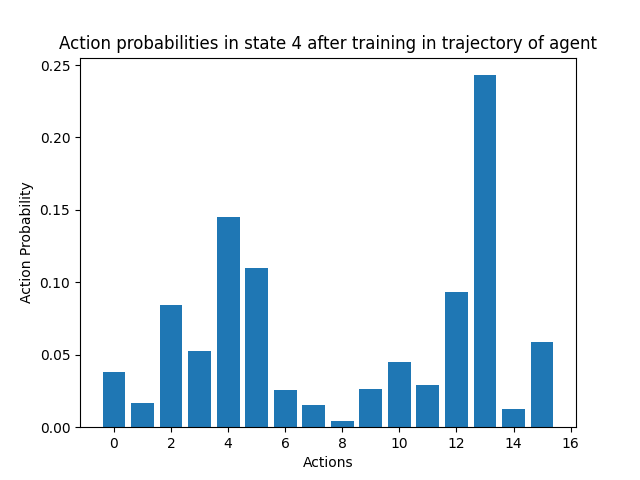 Action probabilities in state 4 after training in trajectory of agent
0.25
0.20
0.15
0.10
0.05
0.00
Action Probability
0 2 4 6 8 10 12 14 16
Actions